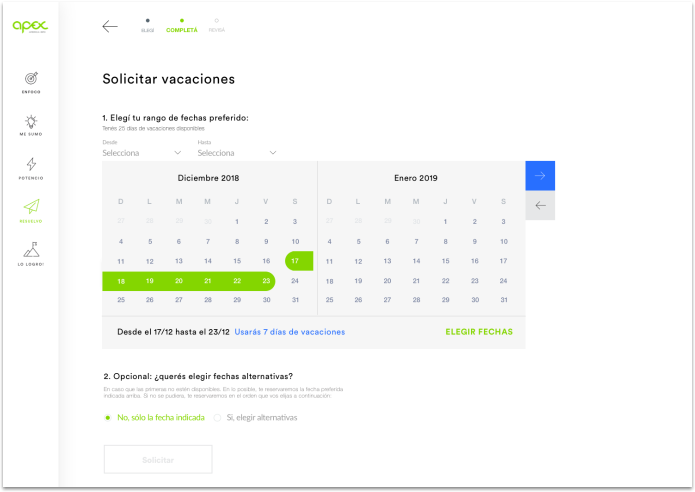 apex
ELEGÍ
COMPLETÁ
REVISÁ
Solicitar vacaciones
ENFOCO
ME SUMO
POTENCIO
RESUELVO
LO LOGRO!
1. Elegí tu rango de fechas preferido:
Tenés 25 días de vacaciones disponibles
Desde Hasta
Selecciona Selecciona
Diciembre 2018
D L M M J V S
27 28 29 30 1 2 3
4 5 6 7 8 9 10
11 12 13 14 15 16 17
18 19 20 21 22 23 24
25 26 27 28 29 30 31
Enero 2019
D L M M J V S
27 28 29 30 1 2 3
4 5 6 7 8 9 10
11 12 13 14 15 16 17
18 19 20 21 22 23 24
25 26 27 28 29 30 31
Desde el 17/12 hasta el 23/12 Usarás 7 días de vacaciones ELEGIR FECHAS
2. Opcional: ¿querés elegir fechas alternativas?
En caso que las primeras no estén disponibles. En lo posible, te reservaremos la fecha preferida
indicada arriba. Si no se pudiera, te reservaremos en el orden que vos elijas a continuación.
No, sólo la fecha indicada Si, elegir alternativas
Solicitar